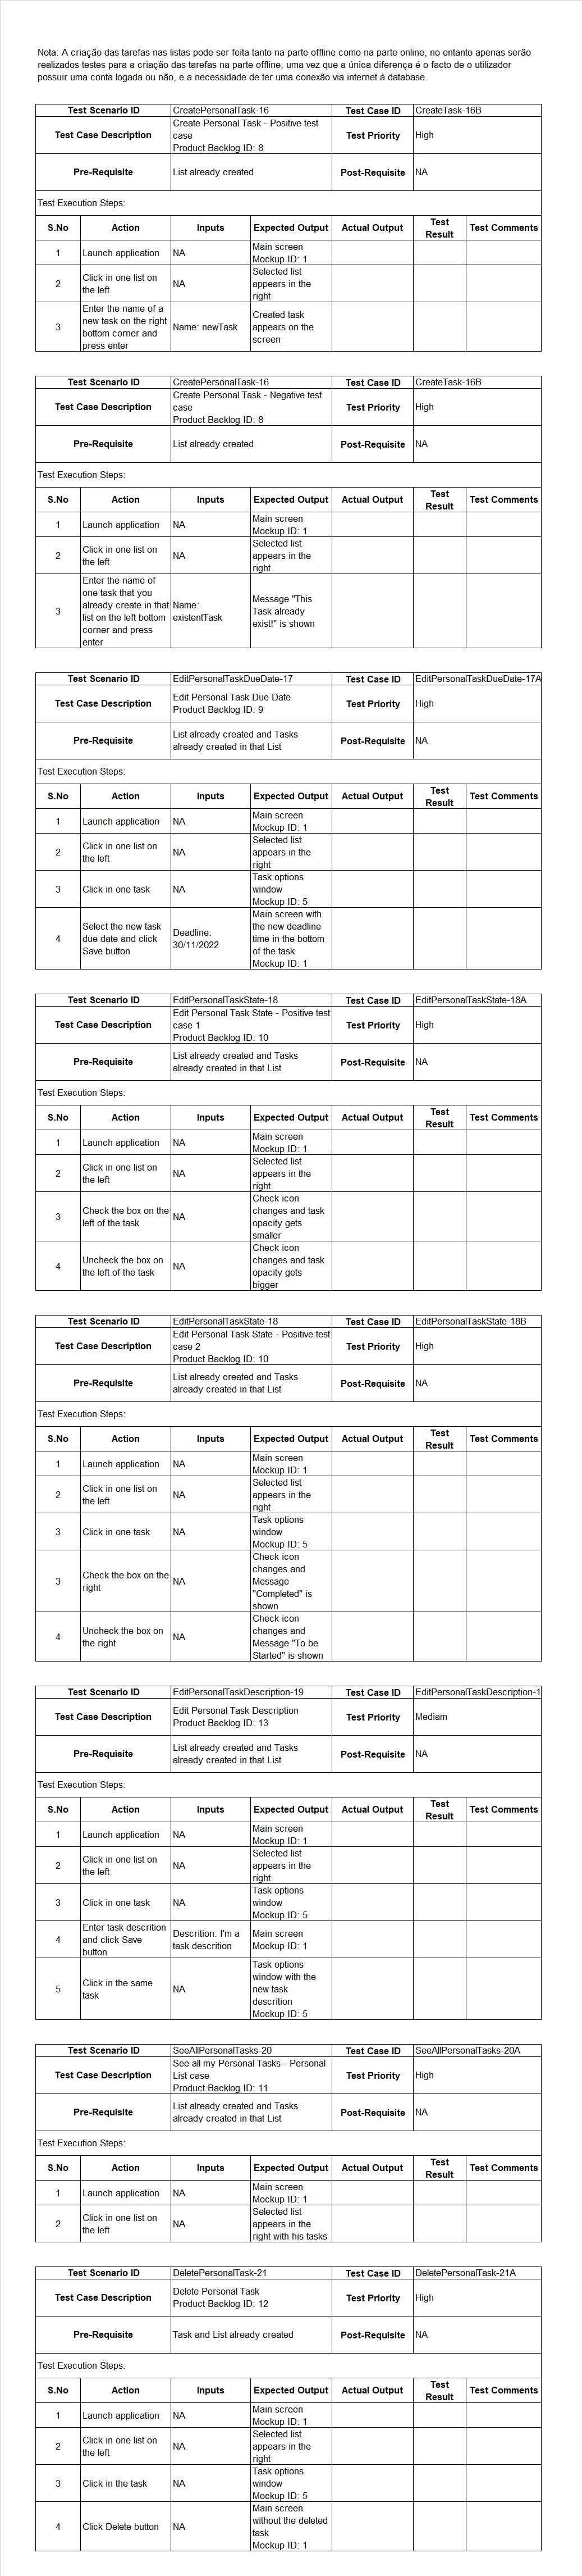 Nota: A criação das tarefas nas listas pode ser feita tanto na parte offline como na parte online, no entanto apenas serão
realizados testes para a criação das tarefas na parte offline, uma vez que a única diferença é o facto de o utilizador
possuir uma conta logada ou não, e a necessidade de ter uma conexão via internet à database.
Test Scenario ID CreatePersonalTask-16 Test Case ID CreateTask-16B
Test Case Description Create Personal Task - Positive test
case
Product Backlog ID: 8 Test Priority High
Pre-Requisite List already created Post-Requisite NA
Test Execution Steps:
S.No Action Inputs Expected Output Actual Output Test
Result Test Comments
1 Launch application NA Main screen
Mockup ID: 1
2 Click in one list on
the left NA Selected list
appears in the
right
3 Enter the name of a
new task on the right
bottom corner and
press enter Name: newTask Created task
appears on the
screen
Test Scenario ID CreatePersonalTask-16 Test Case ID CreateTask-16B
Test Case Description Create Personal Task - Negative test
case
Product Backlog ID: 8 Test Priority High
Pre-Requisite List already created Post-Requisite NA
Test Execution Steps:
S.No Action Inputs Expected Output Actual Output Test
Result Test Comments
1 Launch application NA Main screen
Mockup ID: 1
2 Click in one list on
the left NA Selected list
appears in the
right
3 Enter the name of
one task that you
already create in that
list on the left bottom
corner and press
enter Name:
existentTask Message "This
Task already
exist!" is shown
Test Scenario ID EditPersonalTaskDueDate-17 Test Case ID EditPersonalTaskDueDate-17A
Test Case Description Edit Personal Task Due Date
Product Backlog ID: 9 Test Priority High
Pre-Requisite List already created and Tasks
already created in that List Post-Requisite NA
Test Execution Steps:
S.No Action Inputs Expected Output Actual Output Test
Result Test Comments
1 Launch application NA Main screen
Mockup ID: 1
2 Click in one list on
the left NA Selected list
appears in the
right
3 Click in one task NA Task options
window
Mockup ID: 5
4 Select the new task
due date and click
Save button Deadline:
30/11/2022 Main screen with
the new deadline
time in the bottom
of the task
Mockup ID: 1
Test Scenario ID EditPersonalTaskState-18 Test Case ID EditPersonalTaskState-18A
Test Case Description Edit Personal Task State - Positive test
case 1
Product Backlog ID: 10 Test Priority High
Pre-Requisite List already created and Tasks
already created in that List Post-Requisite NA
Test Execution Steps:
S.No Action Inputs Expected Output Actual Output Test
Result Test Comments
1 Launch application NA Main screen
Mockup ID: 1
2 Click in one list on
the left NA Selected list
appears in the
right
3 Check the box on the
left of the task NA Check icon
changes and task
opacity gets
smaller
4 Uncheck the box on
the left of the task NA Check icon
changes and task
opacity gets
bigger
Test Scenario ID EditPersonalTaskState-18 Test Case ID EditPersonalTaskState-18B
Test Case Description Edit Personal Task State - Positive test
case 2
Product Backlog ID: 10 Test Priority High
Pre-Requisite List already created and Tasks
already created in that List Post-Requisite NA
Test Execution Steps:
S.No Action Inputs Expected Output Actual Output Test
Result Test Comments
1 Launch application NA Main screen
Mockup ID: 1
2 Click in one list on
the left NA Selected list
appears in the
right
3 Click in one task NA Task options
window
Mockup ID: 5
3 Check the box on the
right NA Check icon
changes and
Message
"Completed" is
shown
4 Uncheck the box on
the right NA Check icon
changes and
Message "To be
Started" is shown
Test Scenario ID EditPersonalTaskDescription-19 Test Case ID EditPersonalTaskDescription-1
Test Case Description Edit Personal Task Description
Product Backlog ID: 13 Test Priority Mediam
Pre-Requisite List already created and Tasks
already created in that List Post-Requisite NA
Test Execution Steps:
S.No Action Inputs Expected Output Actual Output Test
Result Test Comments
1 Launch application NA Main screen
Mockup ID: 1
2 Click in one list on
the left NA Selected list
appears in the
right
3 Click in one task NA Task options
window
Mockup ID: 5
4 Enter task descrition
and click Save
button Descrition: I'm a
task descrition Main screen
Mockup ID: 1
5 Click in the same
task NA Task options
window with the
new task
descrition
Mockup ID: 5
Test Scenario ID SeeAllPersonalTasks-20 Test Case ID SeeAllPersonalTasks-20A
Test Case Description See all my Personal Tasks - Personal
List case
Product Backlog ID: 11 Test Priority High
Pre-Requisite List already created and Tasks
already created in that List Post-Requisite NA
Test Execution Steps:
S.No Action Inputs Expected Output Actual Output Test
Result Test Comments
1 Launch application NA Main screen
Mockup ID: 1
2 Click in one list on
the left NA Selected list
appears in the
right with his tasks
Test Scenario ID DeletePersonalTask-21 Test Case ID DeletePersonalTask-21A
Test Case Description Delete Personal Task
Product Backlog ID: 12 Test Priority High
Pre-Requisite Task and List already created Post-Requisite NA
Test Execution Steps:
S.No Action Inputs Expected Output Actual Output Test
Result Test Comments
1 Launch application NA Main screen
Mockup ID: 1
2 Click in one list on
the left NA Selected list
appears in the
right
3 Click in the task NA Task options
window
Mockup ID: 5
4 Click Delete button NA Main screen
without the deleted
task
Mockup ID: 1